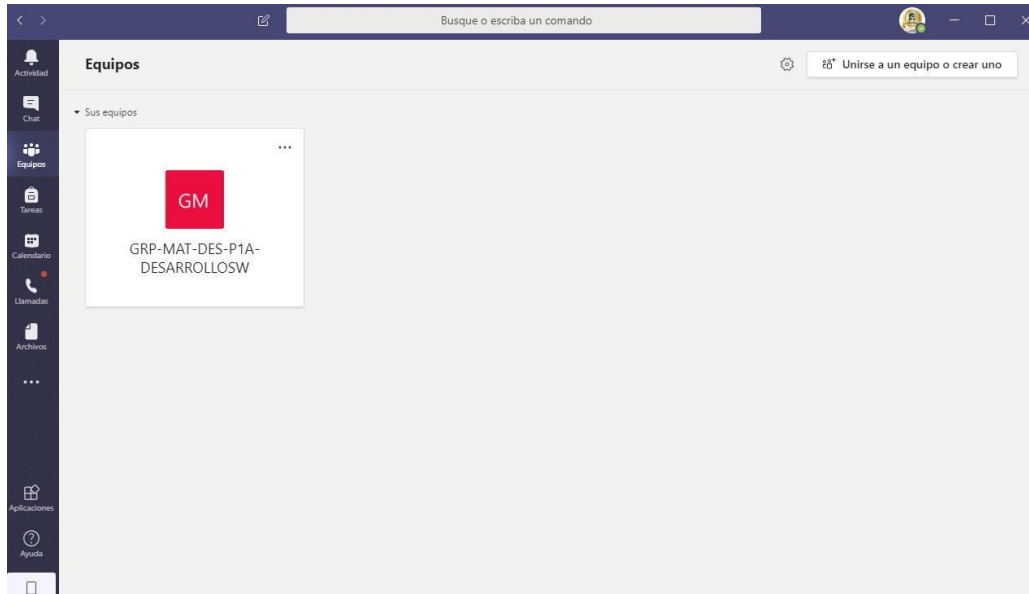 Busque o escriba un comando
Actividad
Equipos
Unirse a un equipo o crear uno
Chat
Sus equipos
Equipos
GM
GRP-MAT-DES-P1A-
DESARROLLOSW
Tareas
Calendario
Llamadas
Archivos
Aplicaciones
Ayuda